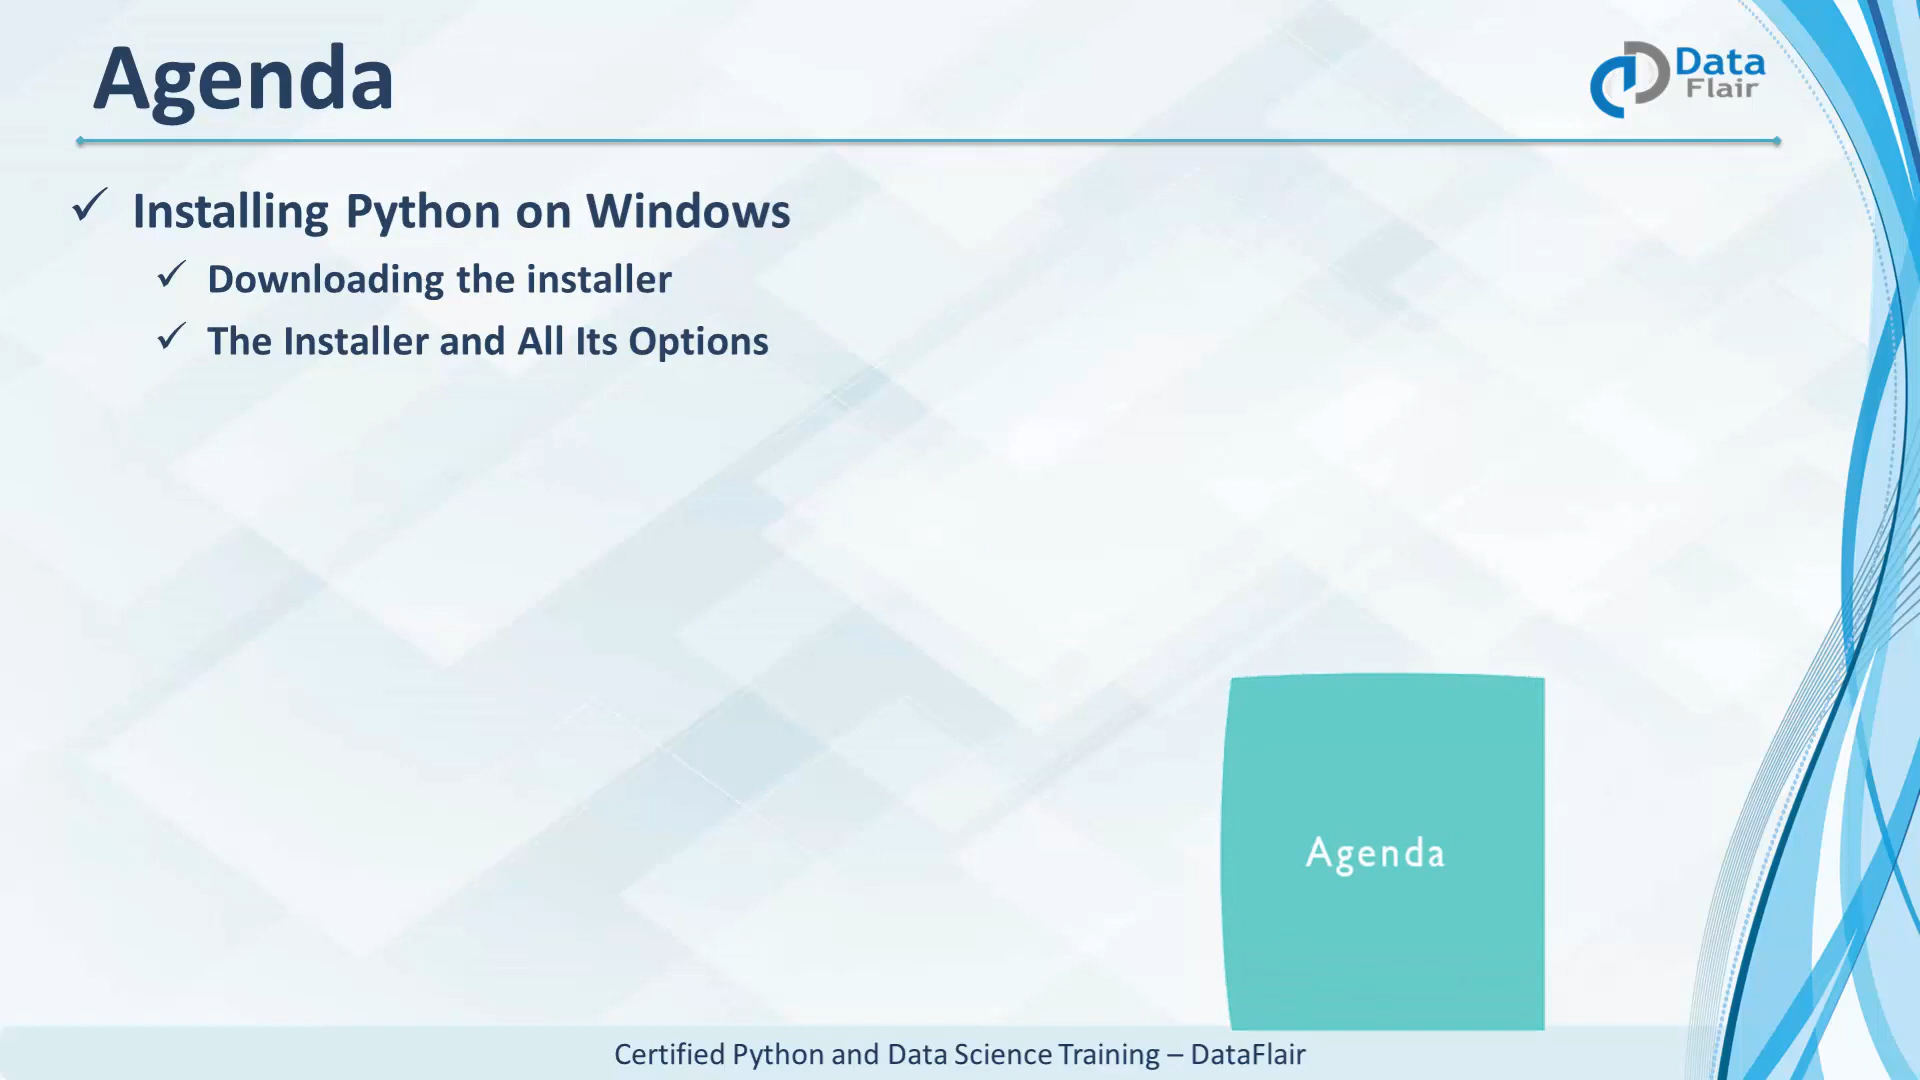 Agenda
Data
Flair
✓ Installing Python on Windows
✓ Downloading the installer
✓ The Installer and All Its Options
Agenda
Certified Python and Data Science Training – DataFlair